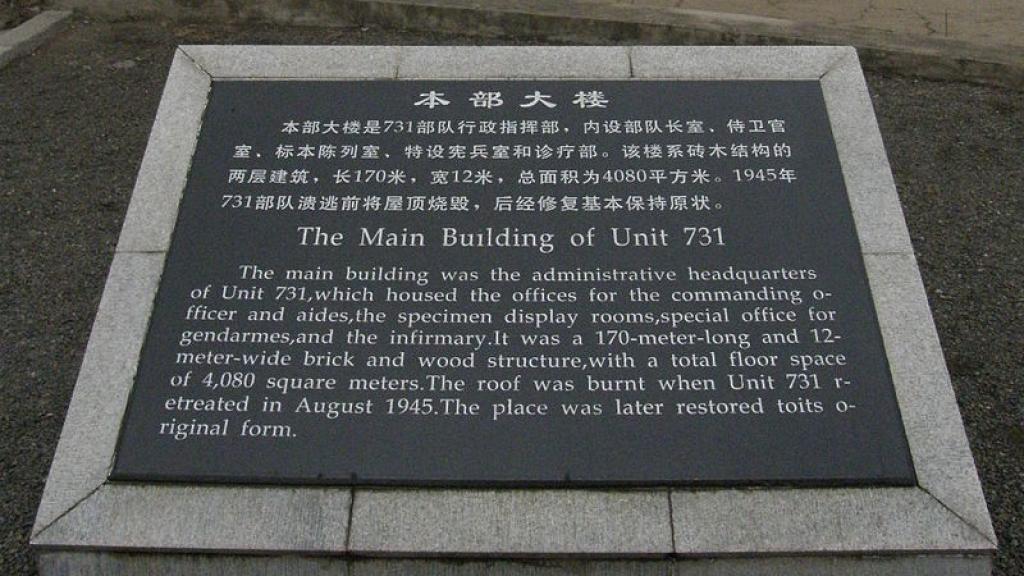 本部大楼
本部大楼是731部队行政指挥部，内设部队长室、侍卫官
室、标本陈列室、特设宪兵室和诊疗部。该楼系砖木结构的
两层建筑，长170米，宽12米，总面积为4080平方米。1945年
731部队溃逃前将屋顶烧毁，后经修复基本保持原状。
The Main Building of Unit 731
The main building was the administrative headquarters
of Unit 731,which housed the offices for the commanding o-
fficer and aides,the specimen display rooms,special office for
gendarmes,and the infirmary.It was a 170-meter-long and 12-
meter-wide brick and wood structure,with a total floor space
of 4,080 square meters.The roof was burnt when Unit 731 r-
etreated in August 1945.The place was later restored toits o-
riginal form.